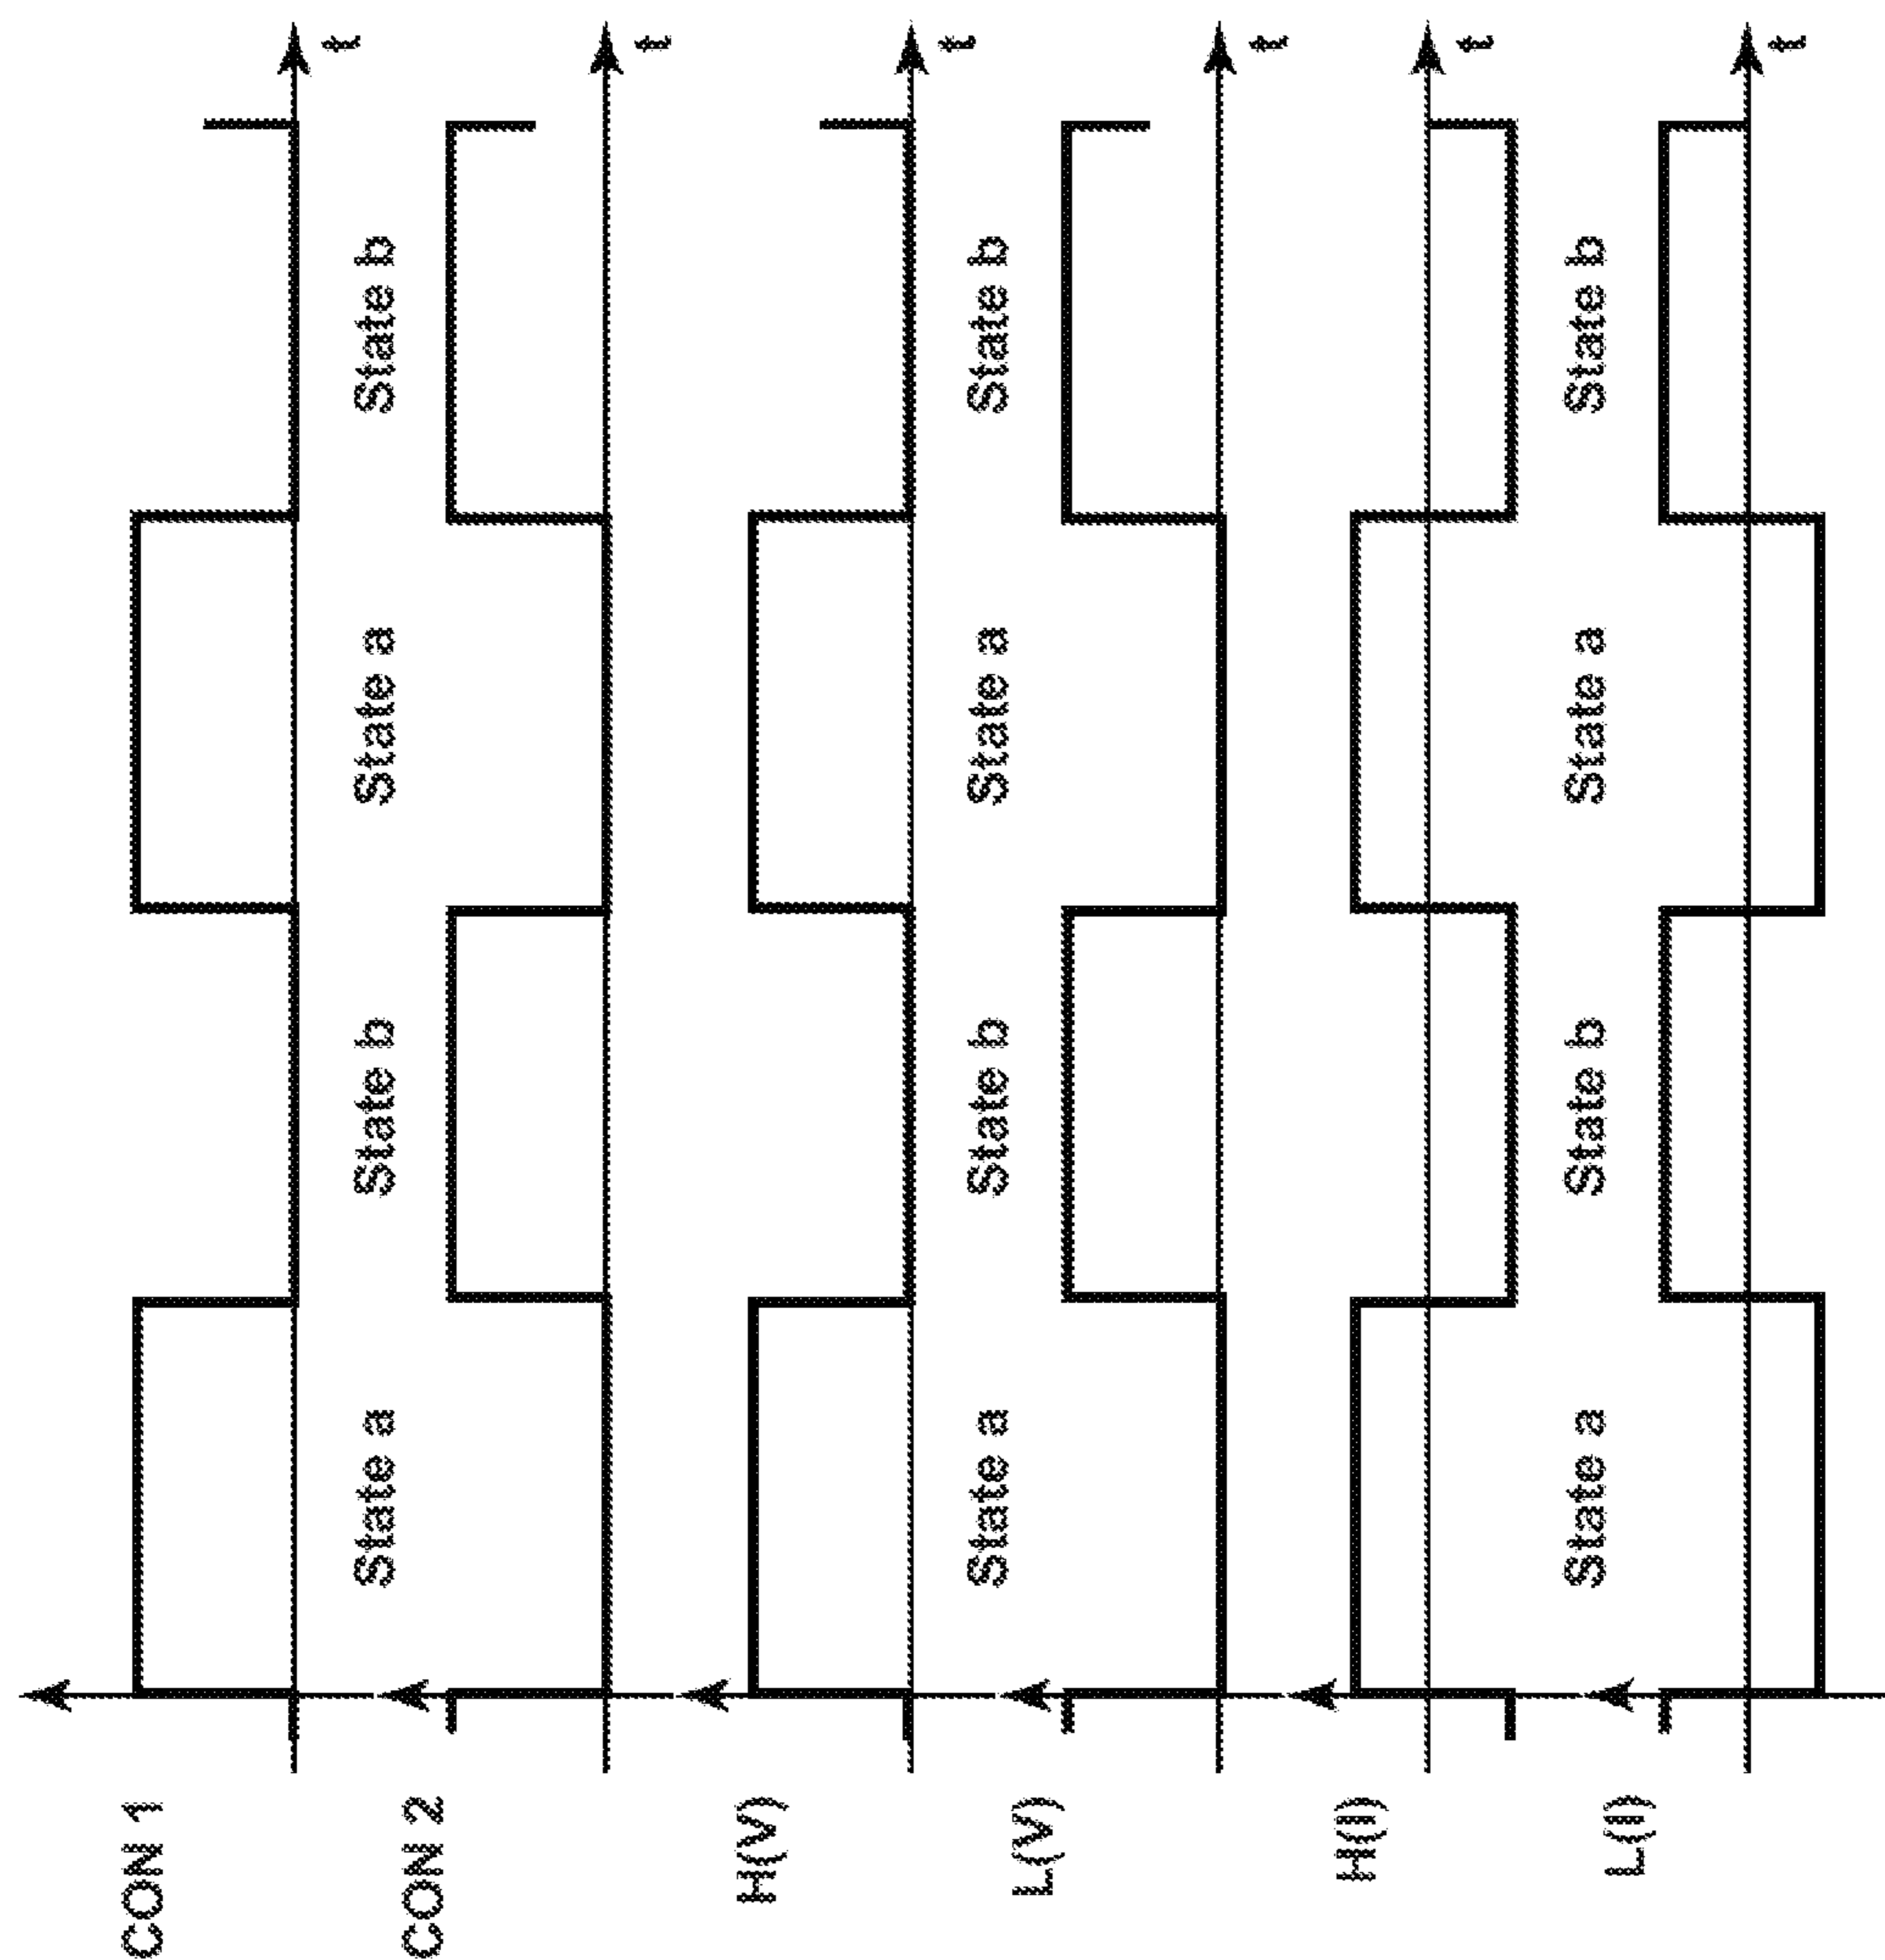 CON 1
t
State a State b State a State b
CON 2
t
H(V)
t
State a State b State a State b
L(V)
t
H(I)
t
State a State b State a State b
L(I)
t